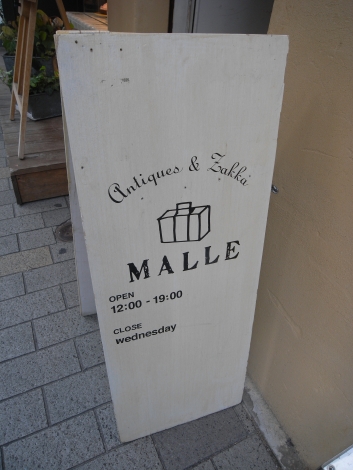 Antiques & Zakka
MALLE
OPEN
12:00 - 19:00
CLOSE
wednesday